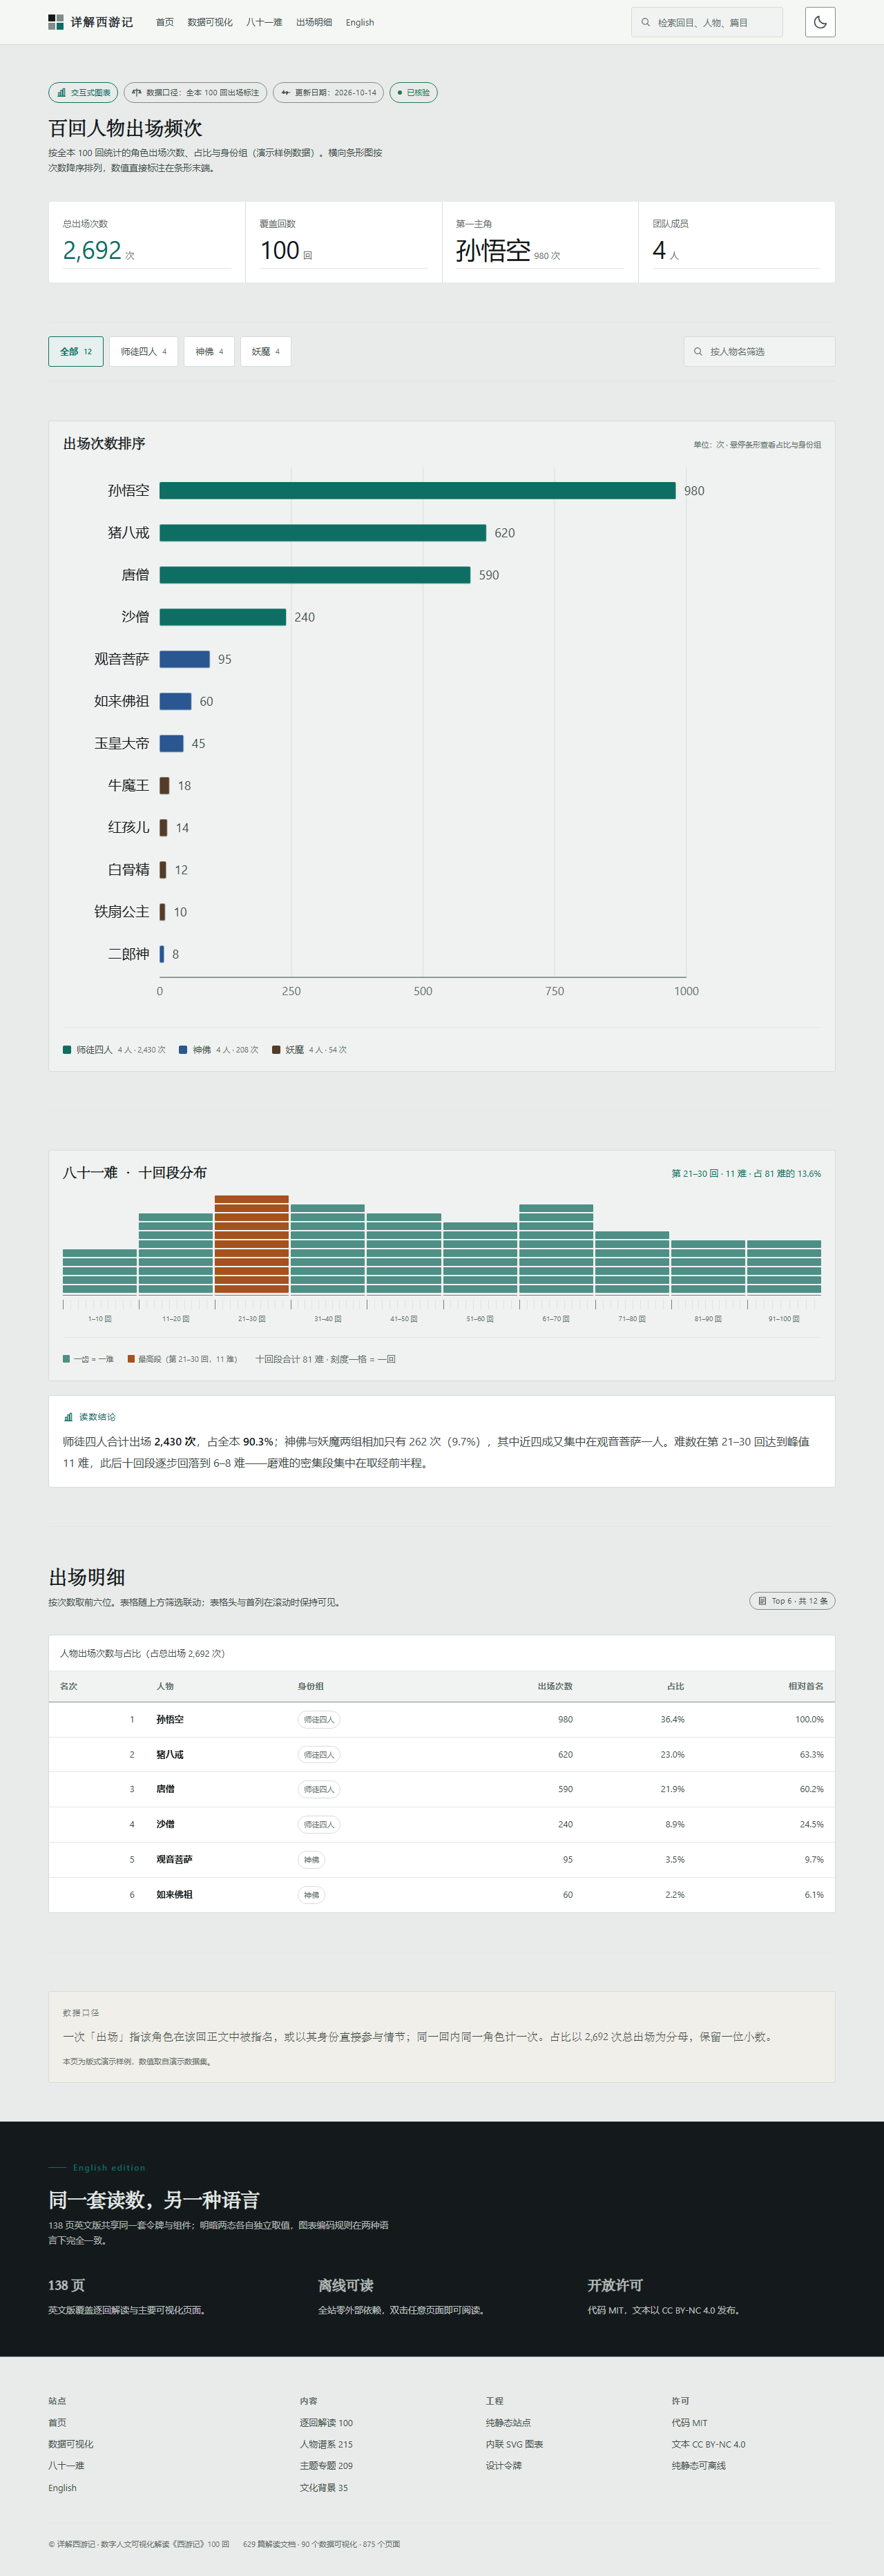 详解西游记 首页 数据可视化 八十一难 出场明细 English 检索回目、人物、篇目
交互式图表 数据口径：全本 100 回出场标注 更新日期：2026-10-14 已核验
百回人物出场频次
按全本 100 回统计的角色出场次数、占比与身份组（演示样例数据）。横向条形图按
次数降序排列，数值直接标注在条形末端。
总出场次数 覆盖回数 第一主角 团队成员
2,692 次 100 回 孙悟空 980 次 4 人
全部 12 师徒四人 4 神佛 4 妖魔 4 按人物名筛选
出场次数排序 单位：次 · 悬停条形查看占比与身份组
孙悟空 980
猪八戒 620
唐僧 590
沙僧 240
观音菩萨 95
如来佛祖 60
玉皇大帝 45
牛魔王 18
红孩儿 14
白骨精 12
铁扇公主 10
二郎神 8
0 250 500 750 1000
师徒四人 4 人 · 2,430 次 神佛 4 人 · 208 次 妖魔 4 人 · 54 次
八十一难 · 十回段分布 第 21–30 回 · 11 难 · 占 81 难的 13.6%
1–10 回 11–20 回 21–30 回 31–40 回 41–50 回 51–60 回 61–70 回 71–80 回 81–90 回 91–100 回
一齿 = 一难 最高段（第 21–30 回，11 难） 十回段合计 81 难 · 刻度一格 = 一回
读数结论
师徒四人合计出场 2,430 次，占全本 90.3%；神佛与妖魔两组相加只有 262 次（9.7%），其中近四成又集中在观音菩萨一人。难数在第 21–30 回达到峰值
11 难，此后十回段逐步回落到 6–8 难——磨难的密集段集中在取经前半程。
出场明细
按次数取前六位。表格随上方筛选联动；表格头与首列在滚动时保持可见。 Top 6 · 共 12 条
人物出场次数与占比（占总出场 2,692 次）
名次 人物 身份组 出场次数 占比 相对首名
1 孙悟空 师徒四人 980 36.4% 100.0%
2 猪八戒 师徒四人 620 23.0% 63.3%
3 唐僧 师徒四人 590 21.9% 60.2%
4 沙僧 师徒四人 240 8.9% 24.5%
5 观音菩萨 神佛 95 3.5% 9.7%
6 如来佛祖 神佛 60 2.2% 6.1%
数据口径
一次「出场」指该角色在该回正文中被指名，或以其身份直接参与情节；同一回内同一角色计一次。占比以 2,692 次总出场为分母，保留一位小数。
本页为版式演示样例，数值取自演示数据集。
English edition
同一套读数，另一种语言
138 页英文版共享同一套令牌与组件；明暗两态各自独立取值，图表编码规则在两种语
言下完全一致。
138 页 离线可读 开放许可
英文版覆盖逐回解读与主要可视化页面。 全站零外部依赖，双击任意页面即可阅读。 代码 MIT，文本以 CC BY-NC 4.0 发布。
站点 内容 工程 许可
首页 逐回解读 100 纯静态站点 代码 MIT
数据可视化 人物谱系 215 内联 SVG 图表 文本 CC BY-NC 4.0
八十一难 主题专题 209 设计令牌 纯静态可离线
English 文化背景 35
© 详解西游记 · 数字人文可视化解读《西游记》100 回 629 篇解读文档 · 90 个数据可视化 · 875 个页面